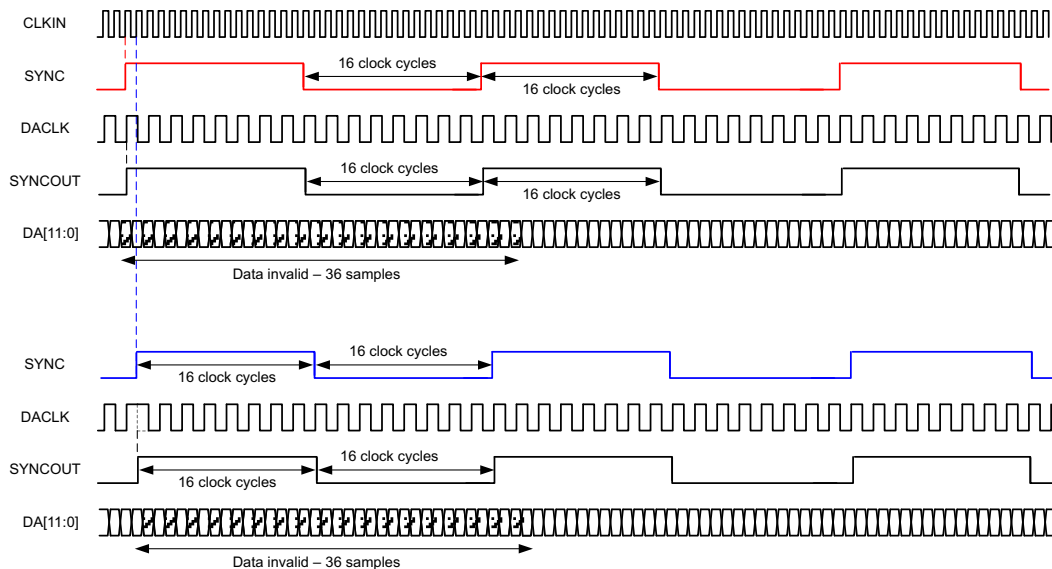 CLKIN
SYNC
16 clock cycles
16 clock cycles
DACLK
SYNCOUT
16 clock cycles
16 clock cycles
DA[11:0]
Data invalid – 36 samples
SYNC
16 clock cycles
16 clock cycles
DACLK
SYNCOUT
16 clock cycles
16 clock cycles
DA[11:0]
Data invalid – 36 samples